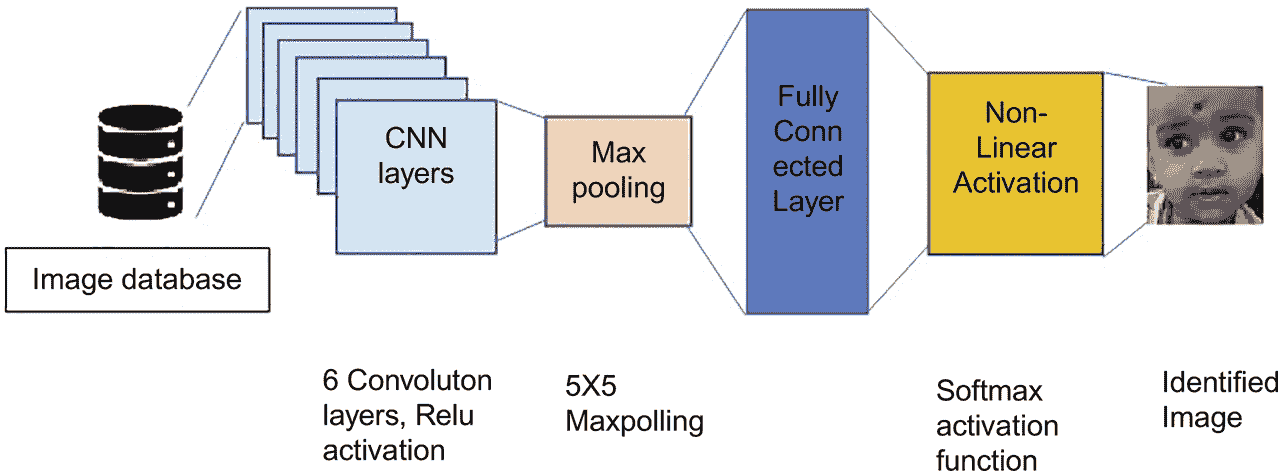 Image database
CNN
layers
Max
pooling
Fully
Conn
ected
Layer
Non-
Linear
Activation
6 Convoluton
layers, Relu
activation
5X5
Maxpolling
Softmax
activation
function
Identified
Image